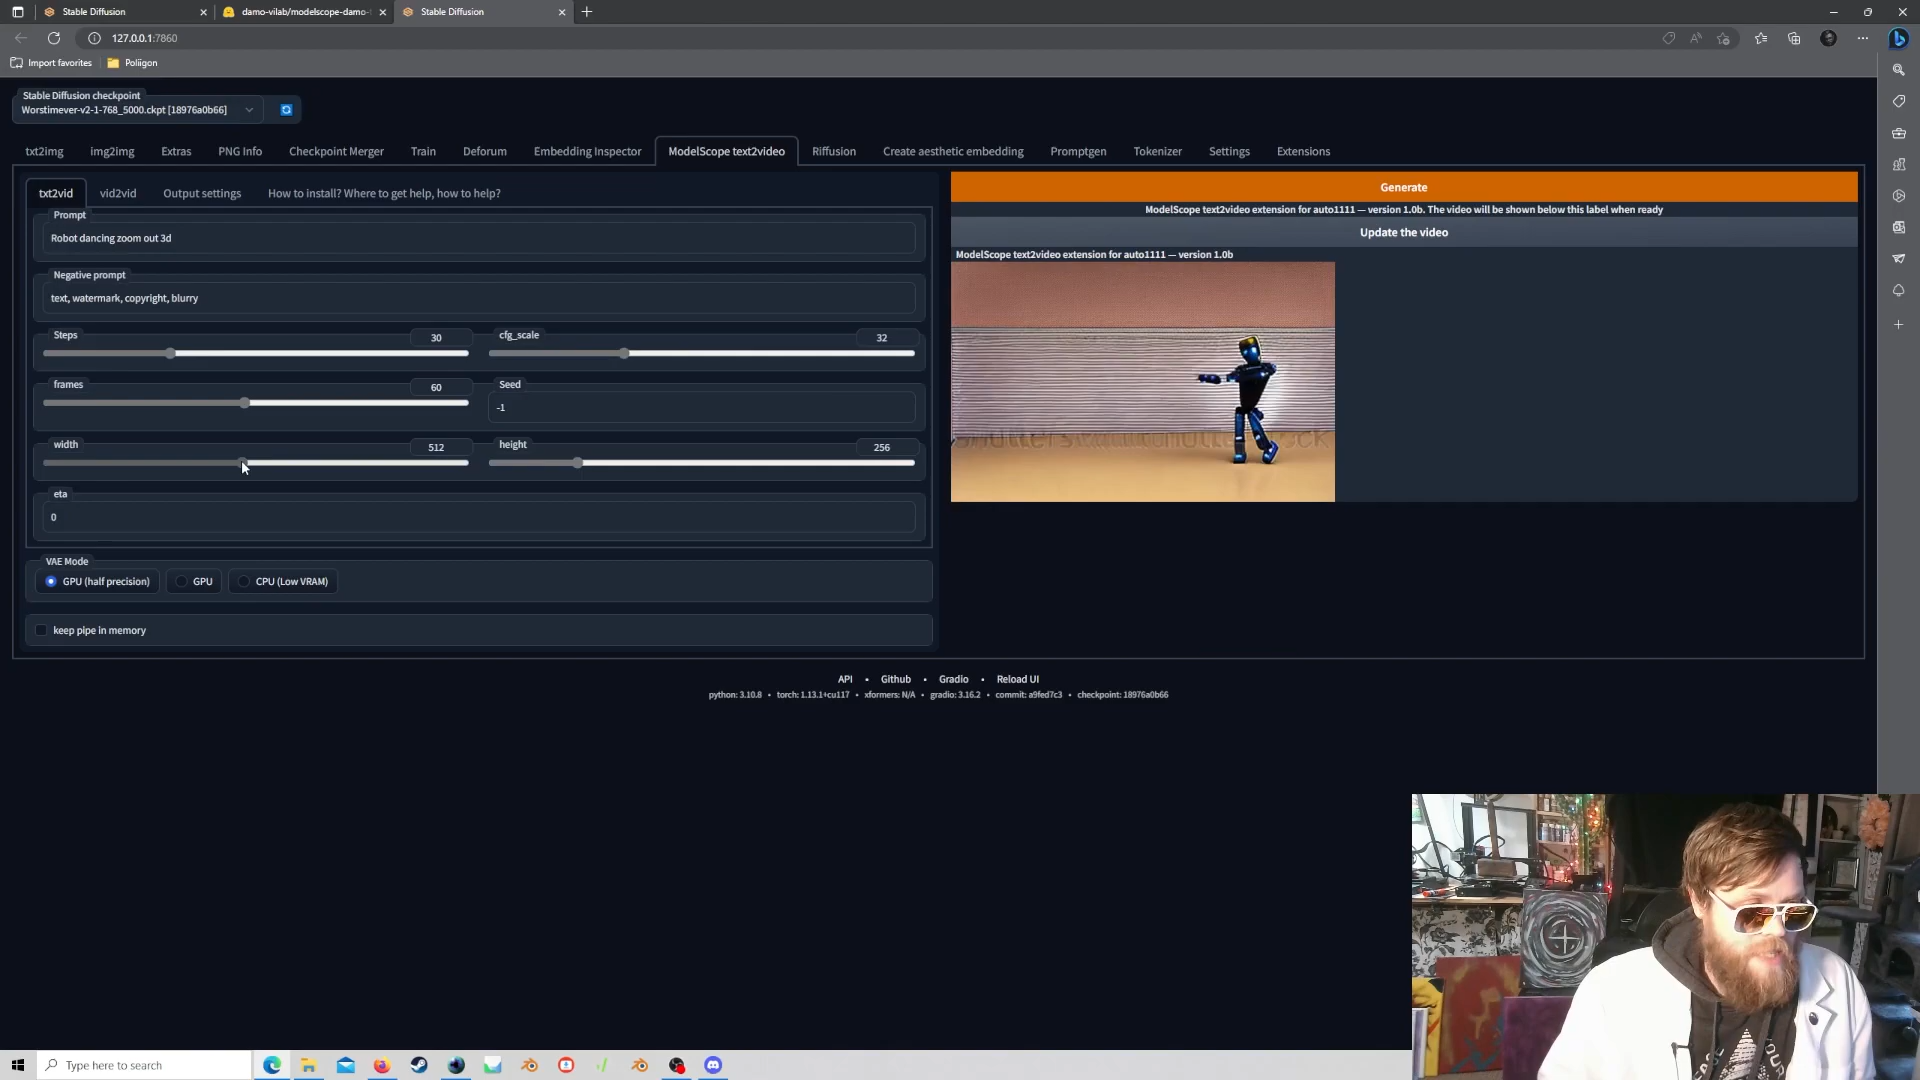 Stable Diffusion
damo-vilab/modelscope-damo-
Stable Diffusion
127.0.0.1:7860
Import favorites
Poliigon
Stable Diffusion checkpoint
Worstimever-v2-1-768_5000.ckpt [18976a0b66]
txt2img
img2img
Extras
PNG Info
Checkpoint Merger
Train
Deforum
Embedding Inspector
ModelScope text2video
Riffusion
Create aesthetic embedding
Promptgen
Tokenizer
Settings
Extensions
txt2vid
vid2vid
Output settings
How to install? Where to get help, how to help?
Prompt
Robot dancing zoom out 3d
Negative prompt
text, watermark, copyright, blurry
Steps
30
cfg_scale
32
frames
60
Seed
-1
width
512
height
256
eta
0
VAE Mode
GPU (half precision)
GPU
CPU (Low VRAM)
keep pipe in memory
Generate
ModelScope text2video extension for auto1111 — version 1.0b. The video will be shown below this label when ready
Update the video
ModelScope text2video extension for auto1111 — version 1.0b
API • Github • Gradio • Reload UI
python: 3.10.8 • torch: 1.13.1+cu117 • xformers: N/A • gradio: 3.16.2 • commit: a9fed7c3 • checkpoint: 18976a0b66
Type here to search